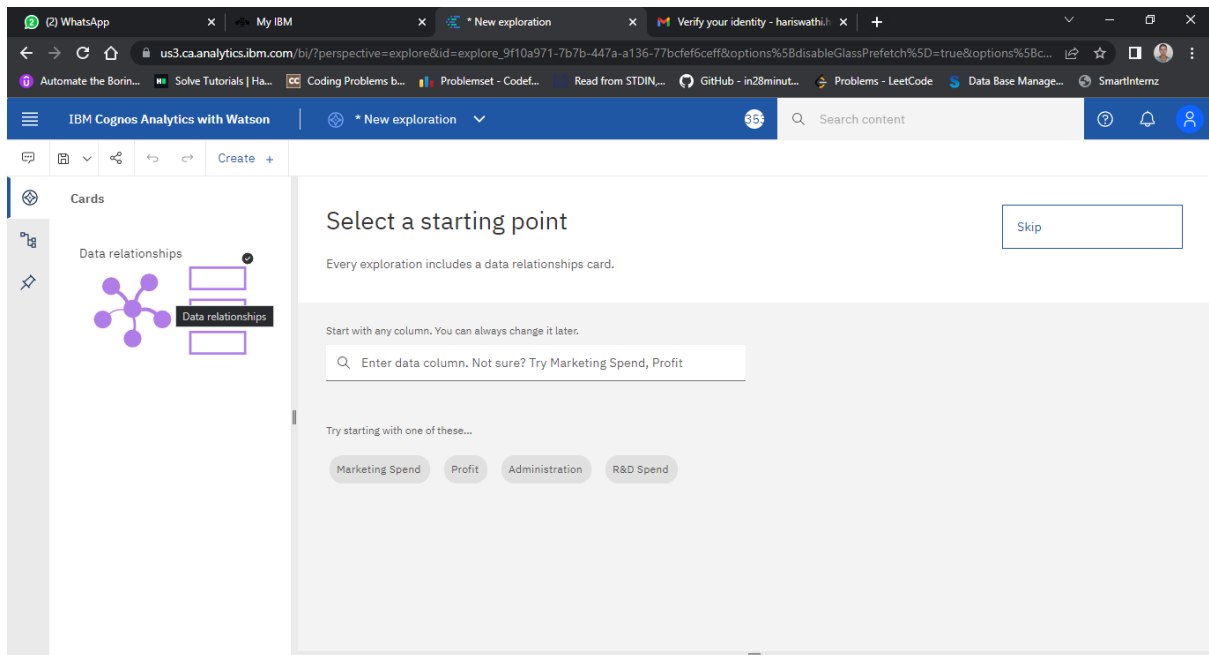 (2) WhatsApp
My IBM
* New exploration
Verify your identity - hariswathi.h
us3.ca.analytics.ibm.com/bi/?perspective=explore&id=explore_9f10a971-7b7b-447a-a136-77bcfef6ceff&options%5BdisableGlassPrefetch%5D=true&options%5Bc...
Automate the Borin...
Solve Tutorials | Ha...
CC Coding Problems b...
Problemset - Codef...
Read from STDIN,...
GitHub - in28minut...
Problems - LeetCode
Data Base Manage...
SmartInternz
IBM Cognos Analytics with Watson
* New exploration
353
Search content
Create +
Cards
Data relationships
Data relationships
Select a starting point
Skip
Every exploration includes a data relationships card.
Start with any column. You can always change it later.
Enter data column. Not sure? Try Marketing Spend, Profit
Try starting with one of these...
Marketing Spend
Profit
Administration
R&D Spend